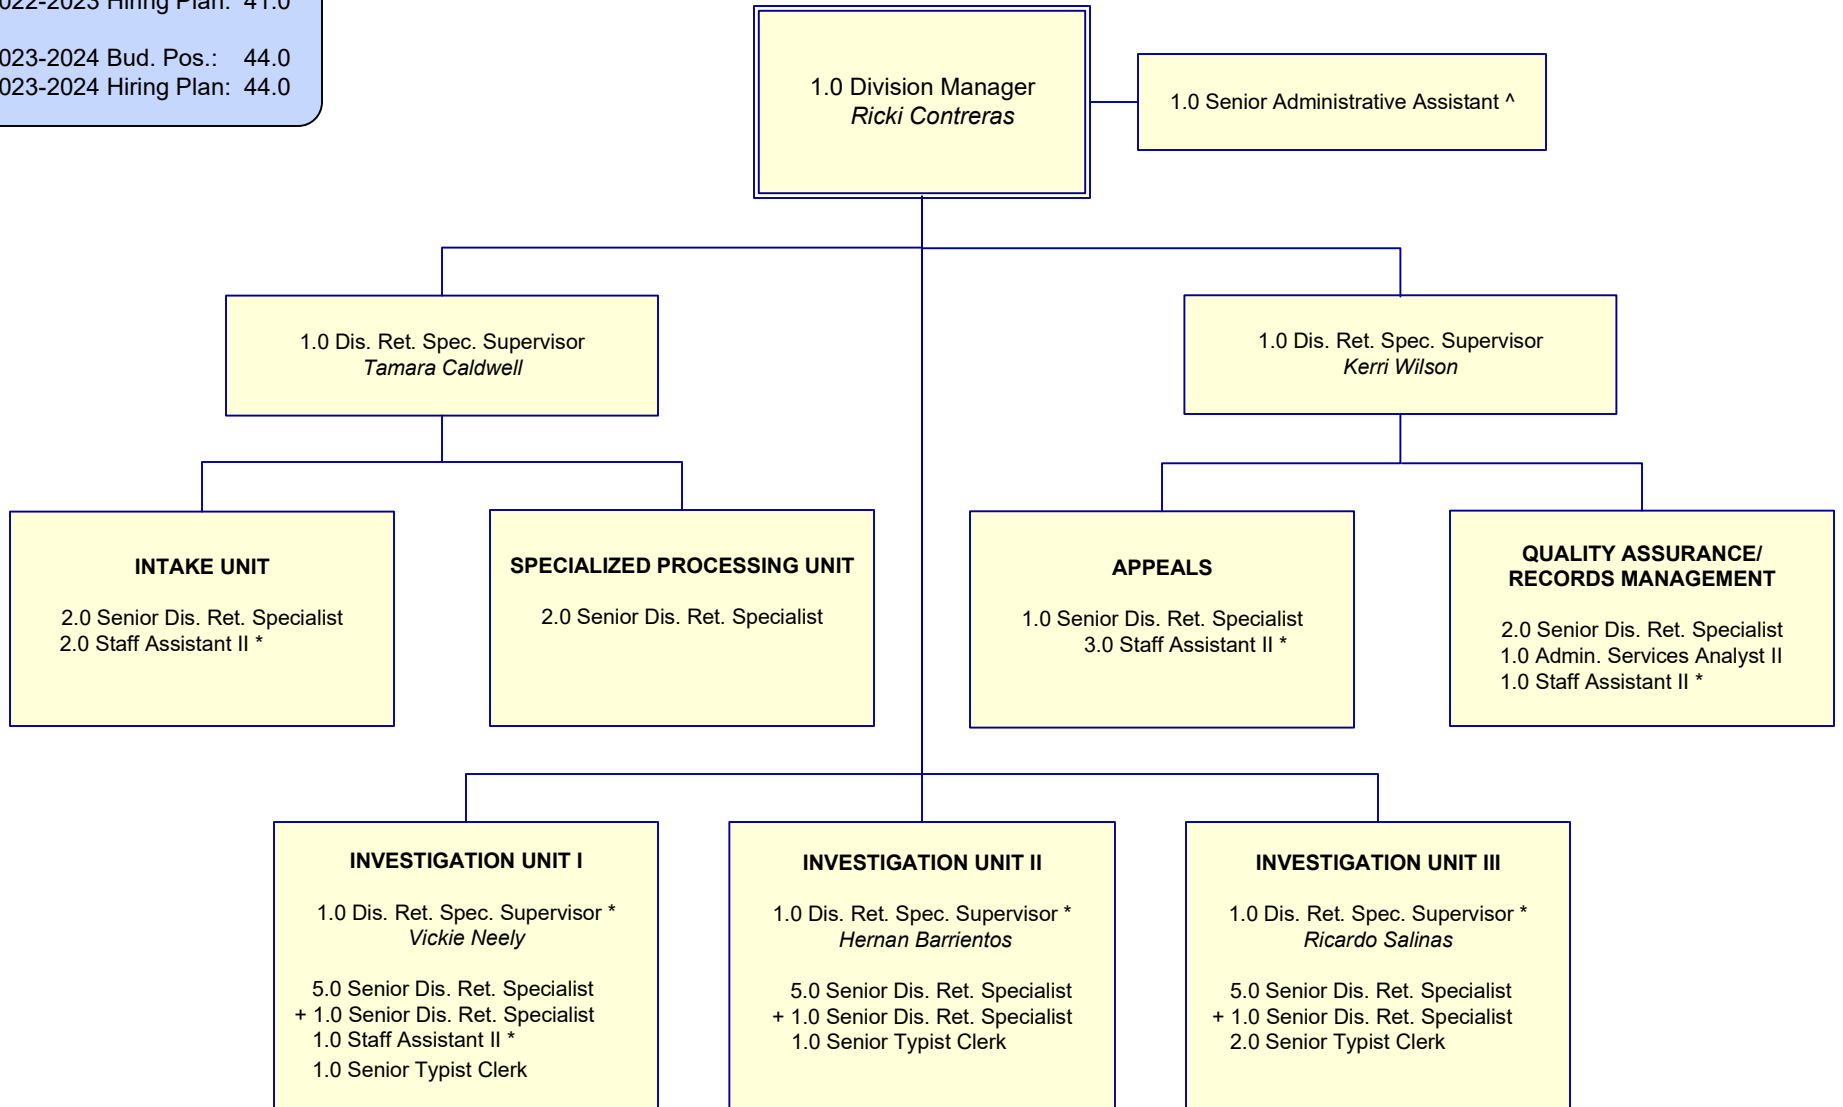 022-2023 Hiring Plan: 41.0
023-2024 Bud. Pos.: 44.0
023-2024 Hiring Plan: 44.0
1.0 Division Manager
Ricki Contreras
1.0 Senior Administrative Assistant ^
1.0 Dis. Ret. Spec. Supervisor
Tamara Caldwell
1.0 Dis. Ret. Spec. Supervisor
Kerri Wilson
INTAKE UNIT
2.0 Senior Dis. Ret. Specialist
2.0 Staff Assistant II *
SPECIALIZED PROCESSING UNIT
2.0 Senior Dis. Ret. Specialist
APPEALS
1.0 Senior Dis. Ret. Specialist
3.0 Staff Assistant II *
QUALITY ASSURANCE/
RECORDS MANAGEMENT
2.0 Senior Dis. Ret. Specialist
1.0 Admin. Services Analyst II
1.0 Staff Assistant II *
INVESTIGATION UNIT I
1.0 Dis. Ret. Spec. Supervisor *
Vickie Neely
5.0 Senior Dis. Ret. Specialist
+ 1.0 Senior Dis. Ret. Specialist
1.0 Staff Assistant II *
1.0 Senior Typist Clerk
INVESTIGATION UNIT II
1.0 Dis. Ret. Spec. Supervisor *
Hernan Barrientos
5.0 Senior Dis. Ret. Specialist
+ 1.0 Senior Dis. Ret. Specialist
1.0 Senior Typist Clerk
INVESTIGATION UNIT III
1.0 Dis. Ret. Spec. Supervisor *
Ricardo Salinas
5.0 Senior Dis. Ret. Specialist
+ 1.0 Senior Dis. Ret. Specialist
2.0 Senior Typist Clerk